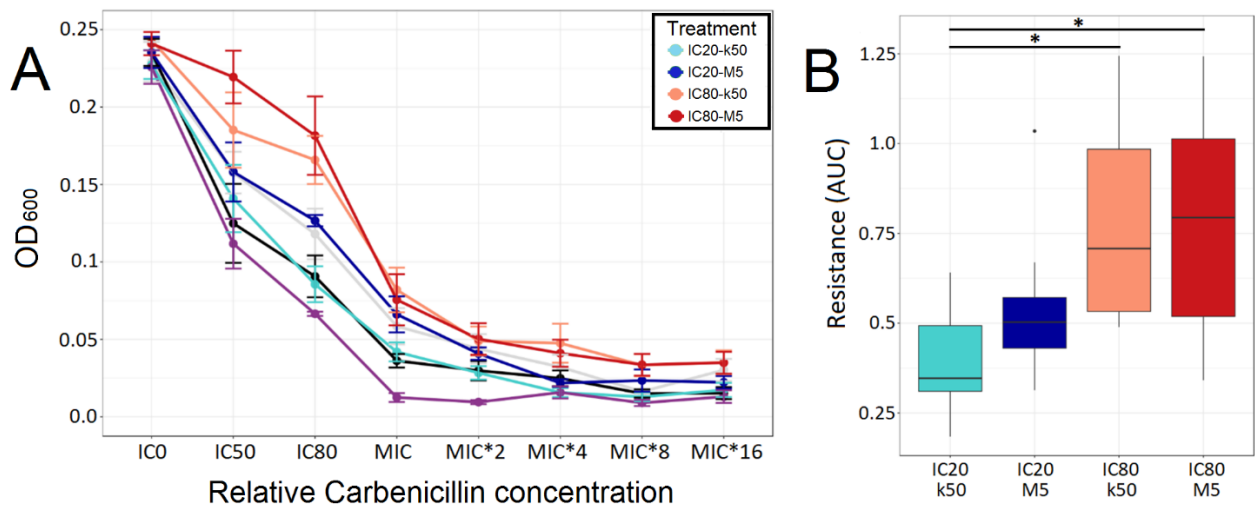 A
0.25
0.2
0.15
0.1
0.05
0.0
OD600
Treatment
IC20-k50
IC20-M5
IC80-k50
IC80-M5
IC0 IC50 IC80 MIC MIC*2 MIC*4 MIC*8 MIC*16
Relative Carbenicillin concentration
B
* *
1.25
1.0
0.75
0.5
0.25
Resistance (AUC)
IC20 IC20 IC80 IC80
k50 M5 k50 M5